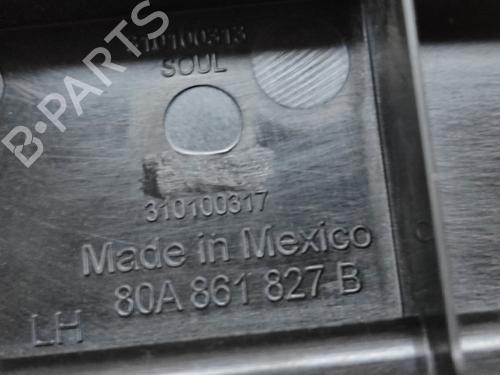 310100313
SOUL
310100317
Made in Mexico
80A 861 827 B
LH
B-PARTS